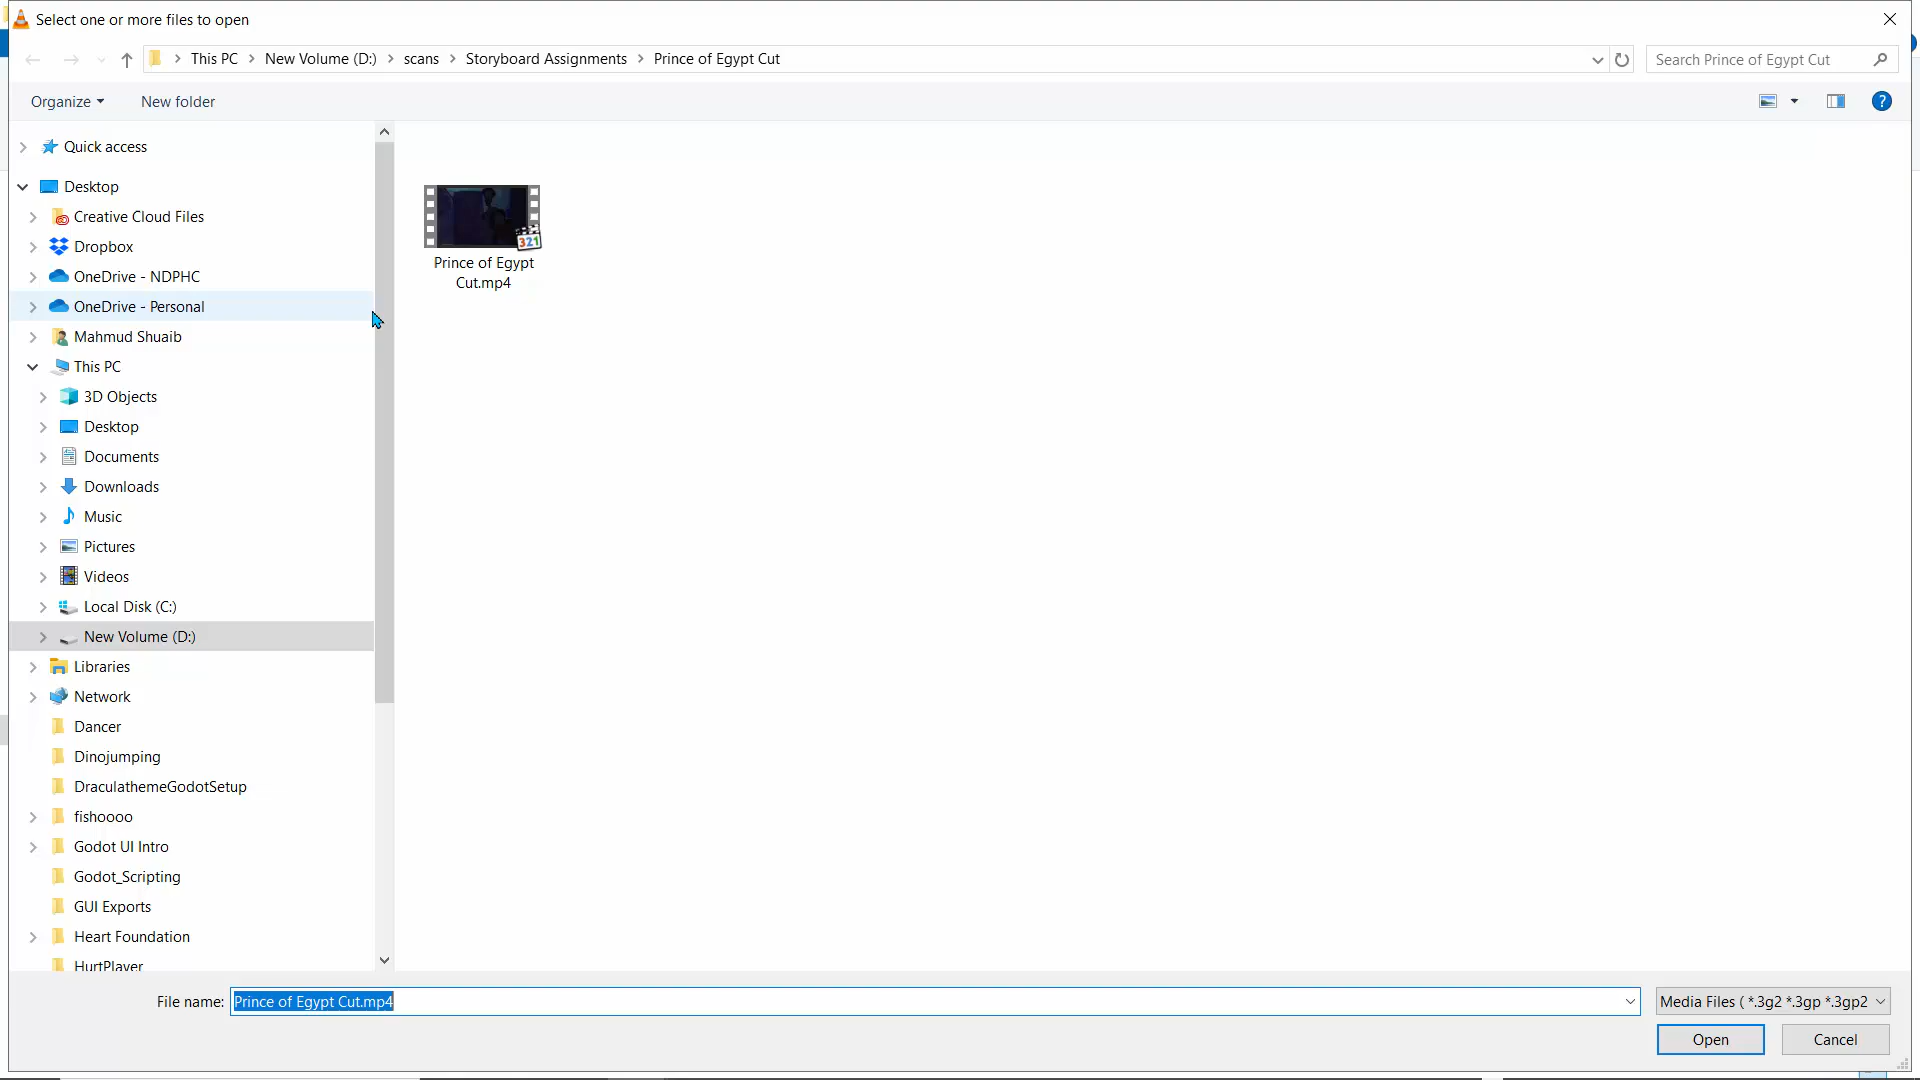 Select one or more files to open
This PC > New Volume (D:) > scans > Storyboard Assignments > Prince of Egypt Cut
Search Prince of Egypt Cut
Organize
New folder
?
Quick access
Desktop
Creative Cloud Files
Dropbox
OneDrive - NDPHC
OneDrive - Personal
Mahmud Shuaib
This PC
3D Objects
Desktop
Documents
Downloads
Music
Pictures
Videos
Local Disk (C:)
New Volume (D:)
Libraries
Network
Dancer
Dinojumping
DraculathemeGodotSetup
fishoooo
Godot UI Intro
Godot_Scripting
GUI Exports
Heart Foundation
HurtPlayer
321
Prince of Egypt
Cut.mp4
File name: Prince of Egypt Cut.mp4
Media Files ( *.3g2 *.3gp *.3gp2
Open
Cancel